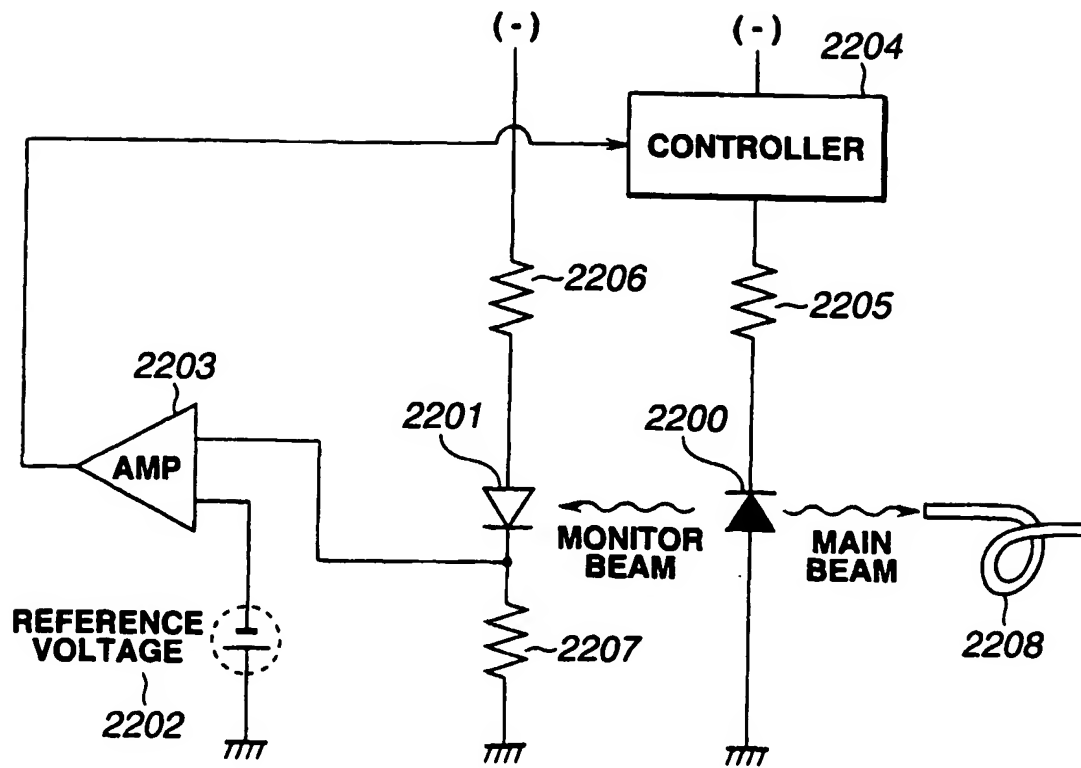 (-)
(-)
2204
CONTROLLER
2206
2205
2203
AMP
2201
2200
MONITOR
BEAM
MAIN
BEAM
REFERENCE
VOLTAGE
2202
2207
2208